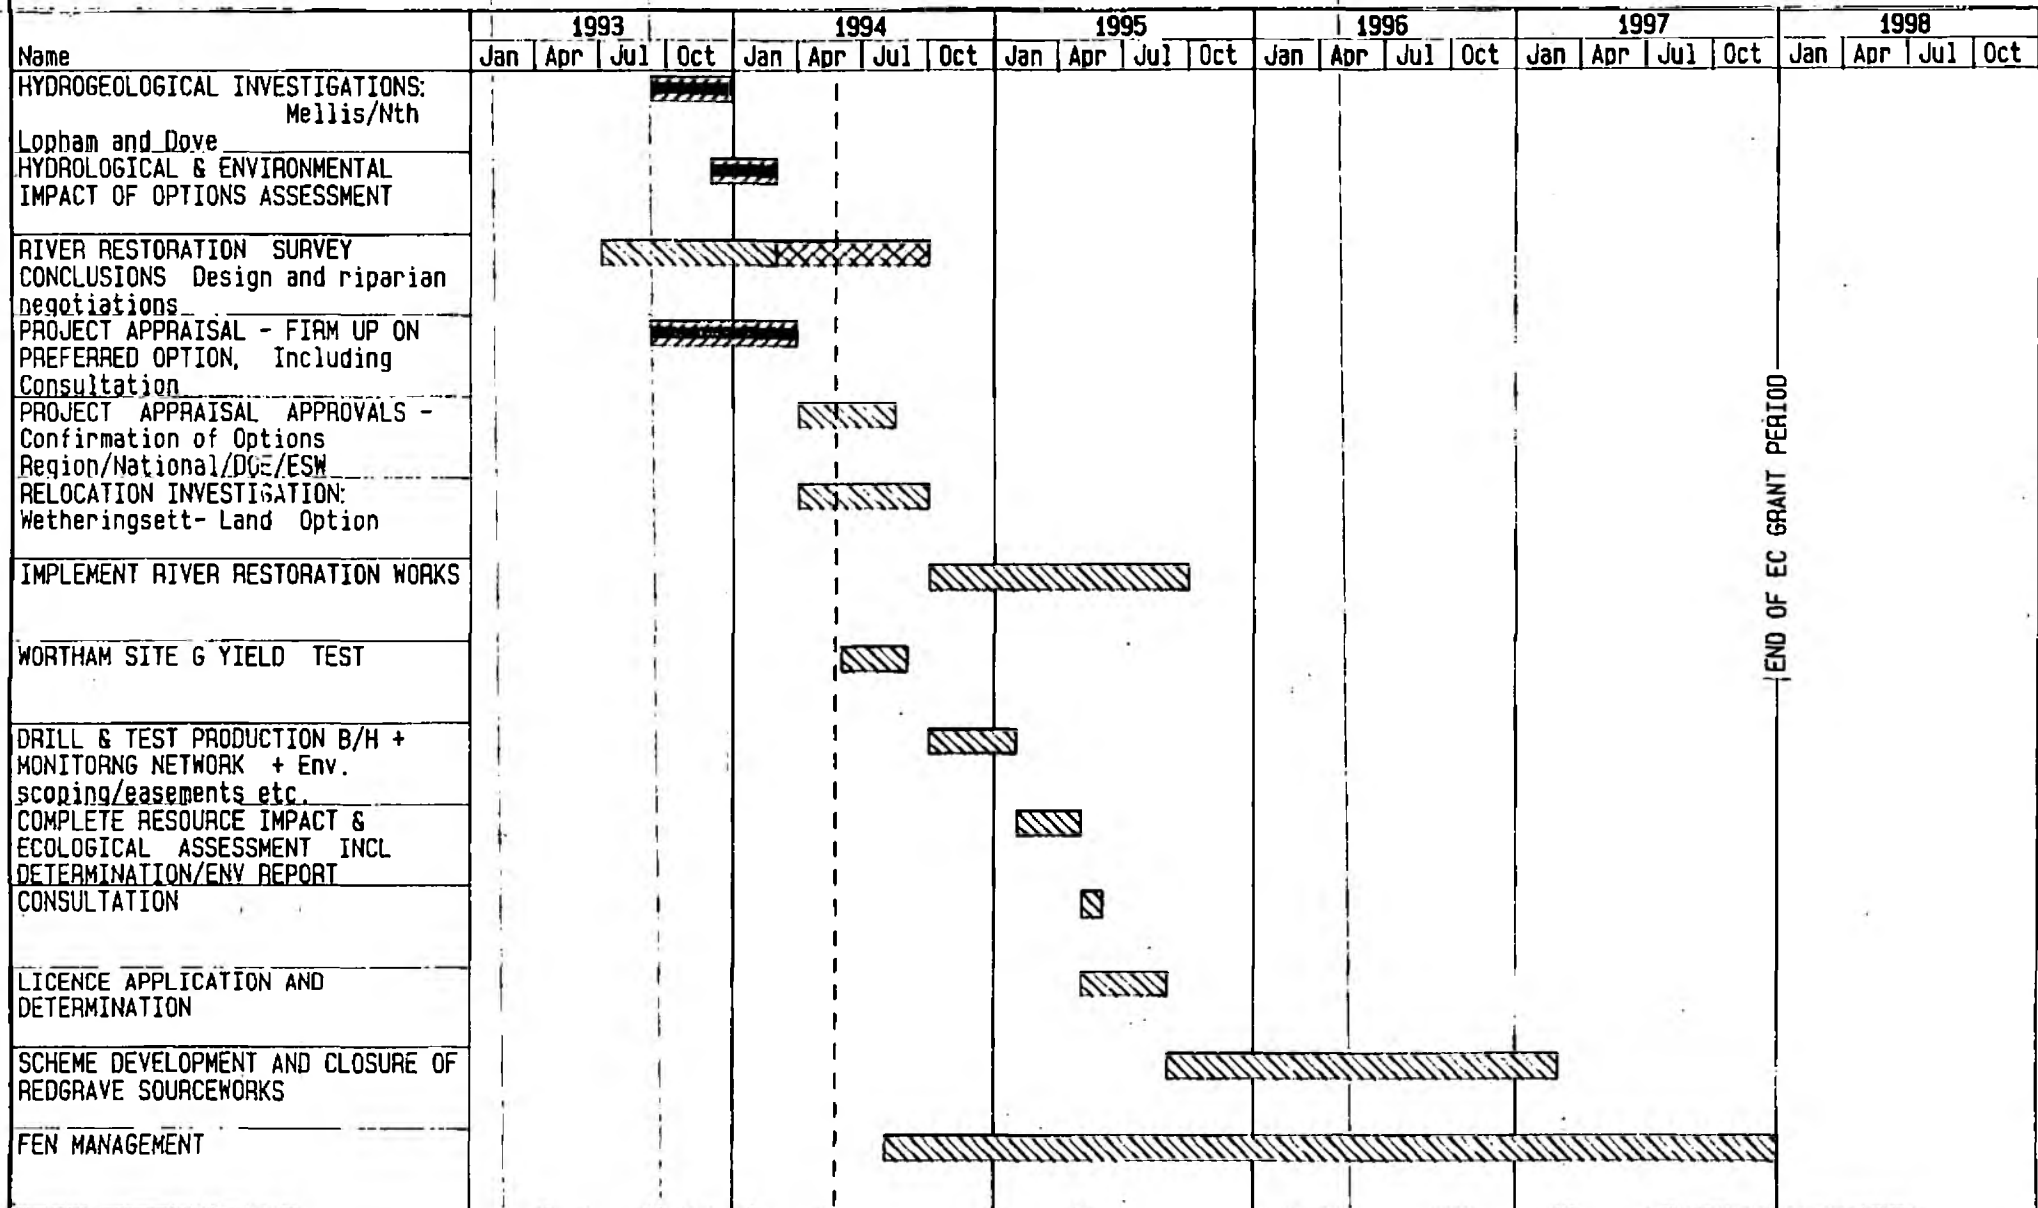 1993 1994 1995 1996 1997 1998
Name Jan Apr Jul Oct Jan Apr Jul Oct Jan Apr Jul Oct Jan Apr Jul Oct Jan Apr Jul Oct Jan Apr Jul Oct
HYDROGEOLOGICAL INVESTIGATIONS:
Mellis/Nth
Lopham and Dove
HYDROLOGICAL & ENVIRONMENTAL
IMPACT OF OPTIONS ASSESSMENT
RIVER RESTORATION SURVEY
CONCLUSIONS Design and riparian
negotiations
PROJECT APPRAISAL - FIRM UP ON
PREFERRED OPTION, Including
Consultation
PROJECT APPRAISAL APPROVALS -
Confirmation of Options
Region/National/DOE/ESW
RELOCATION INVESTIGATION:
Wetheringsett- Land Option
IMPLEMENT RIVER RESTORATION WORKS
WORTHAM SITE G YIELD TEST
DRILL & TEST PRODUCTION B/H +
MONITORNG NETWORK + Env.
scoping/easements etc.
COMPLETE RESOURCE IMPACT &
ECOLOGICAL ASSESSMENT INCL
DETERMINATION/ENV REPORT
CONSULTATION
LICENCE APPLICATION AND
DETERMINATION
SCHEME DEVELOPMENT AND CLOSURE OF
REDGRAVE SOURCEWORKS
FEN MANAGEMENT
END OF EC GRANT PERIOD